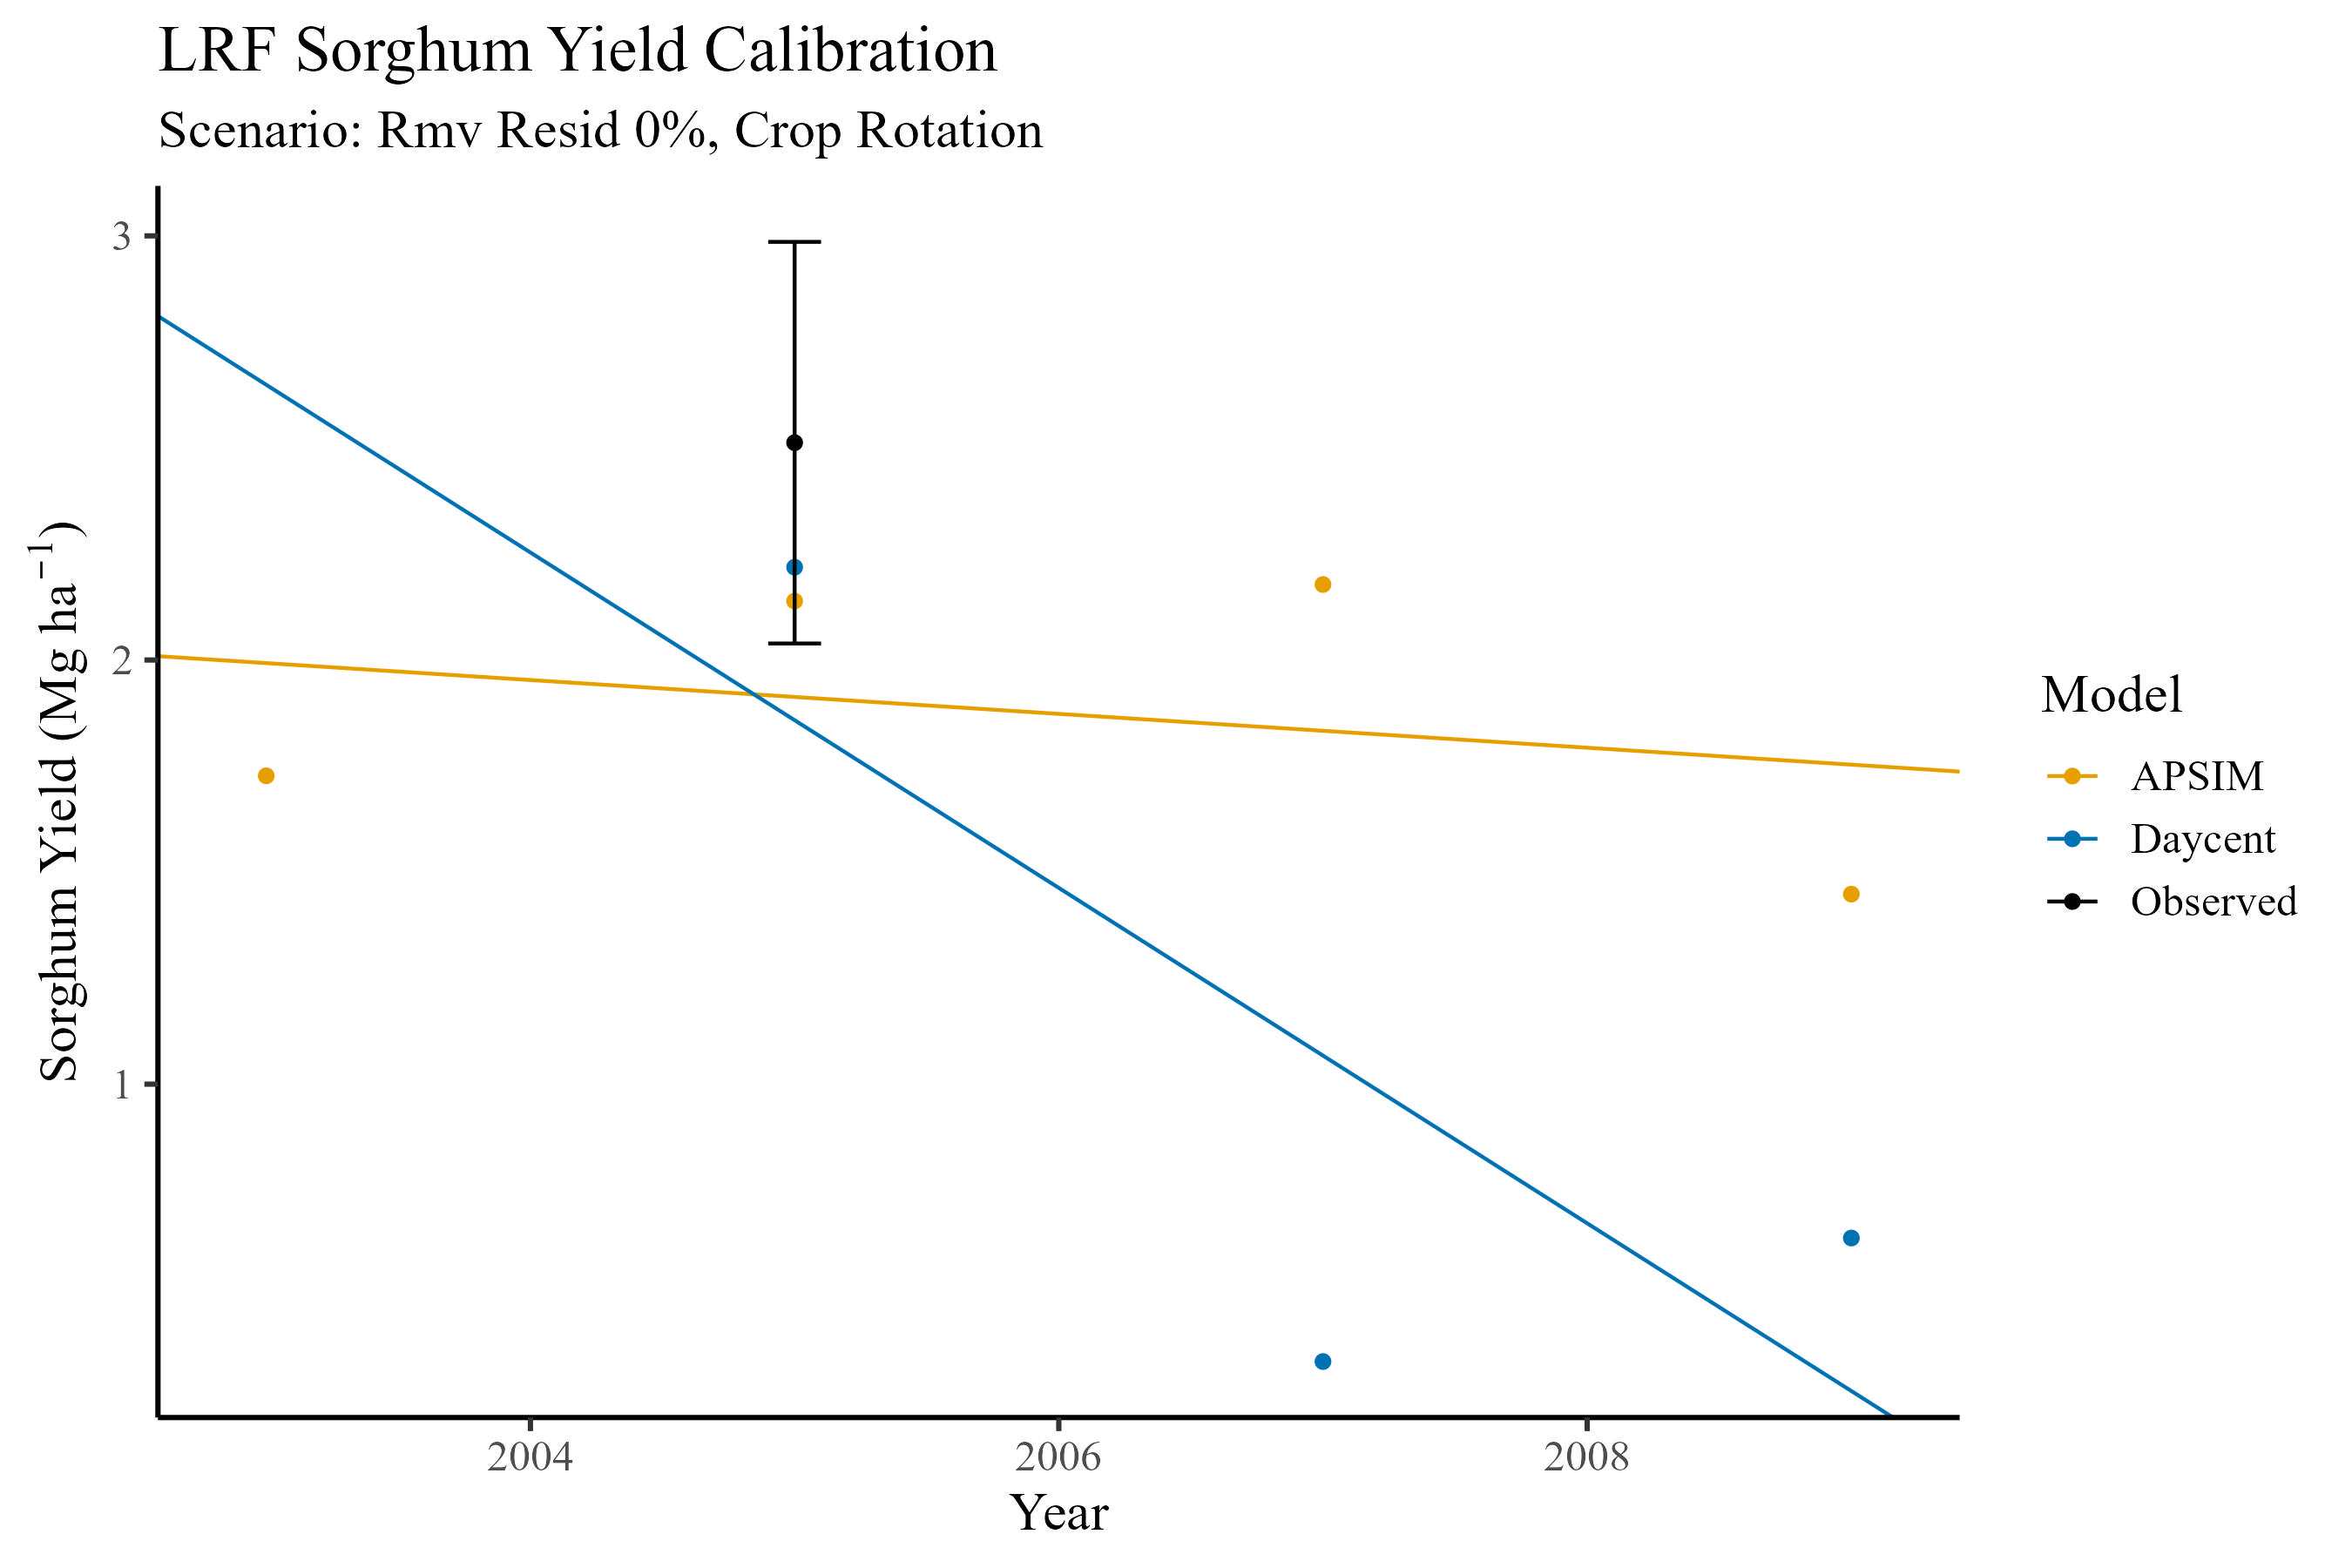 LRF Sorghum Yield Calibration
Scenario: Rmv Resid 0%, Crop Rotation
Sorghum Yield (Mg ha⁻¹)
3
2
1
2004
2006
2008
Year
Model
APSIM
Daycent
Observed